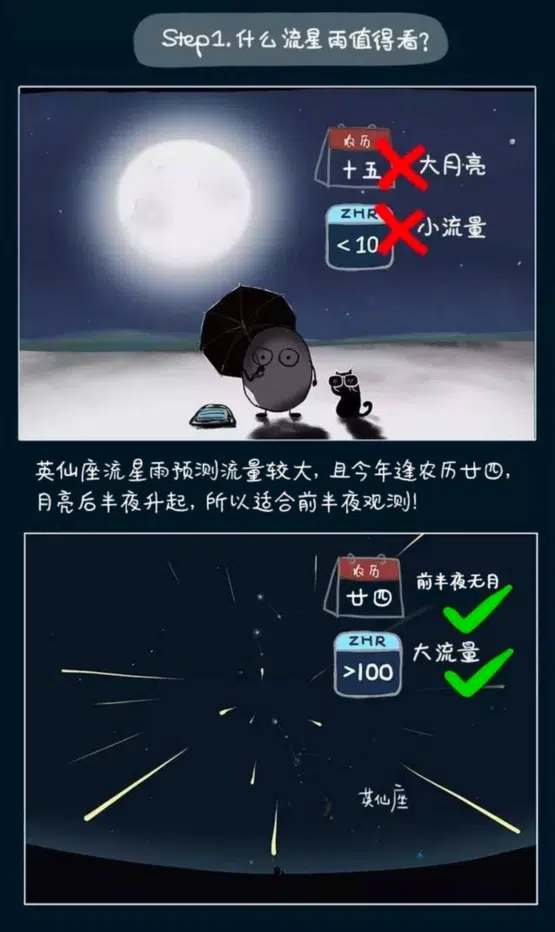 Step1.什么流星雨值得看?
农历
十五
大月亮
ZHR
<10
小流量
英仙座流星雨预测流量较大,且今年逢农历廿四,
月亮后半夜升起,所以适合前半夜观测!
农历
廿四
前半夜无月
ZHR
>100
大流量
英仙座